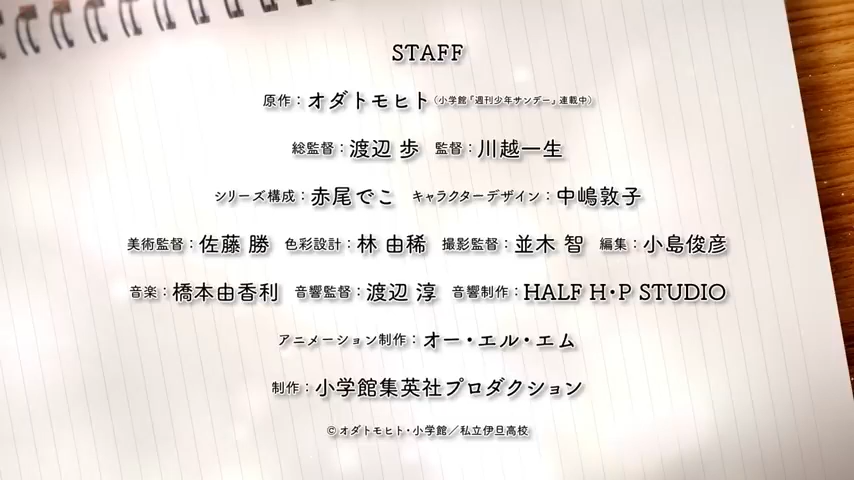 STAFF
原作：オダトモヒト（小学館「週刊少年サンデー」連載中）
総監督：渡辺 歩 監督：川越一生
シリーズ構成：赤尾でこ キャラクターデザイン：中嶋敦子
美術監督：佐藤 勝 色彩設計：林 由稀 撮影監督：並木 智 編集：小島俊彦
音楽：橋本由香利 音響監督：渡辺 淳 音響制作：HALF H・P STUDIO
アニメーション制作：オー・エル・エム
制作：小学館集英社プロダクション
©オダトモヒト・小学館／私立伊旦高校